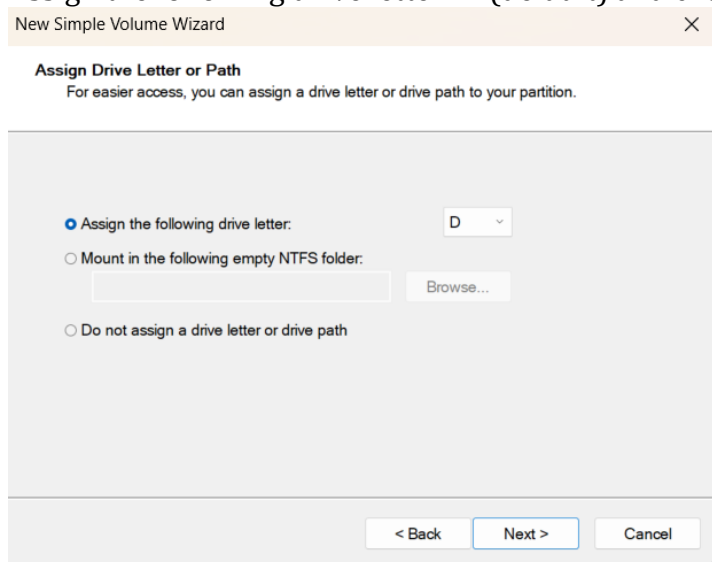 New Simple Volume Wizard
Assign Drive Letter or Path
For easier access, you can assign a drive letter or drive path to your partition.
Assign the following drive letter:
D
Mount in the following empty NTFS folder:
Browse...
Do not assign a drive letter or drive path
< Back
Next >
Cancel